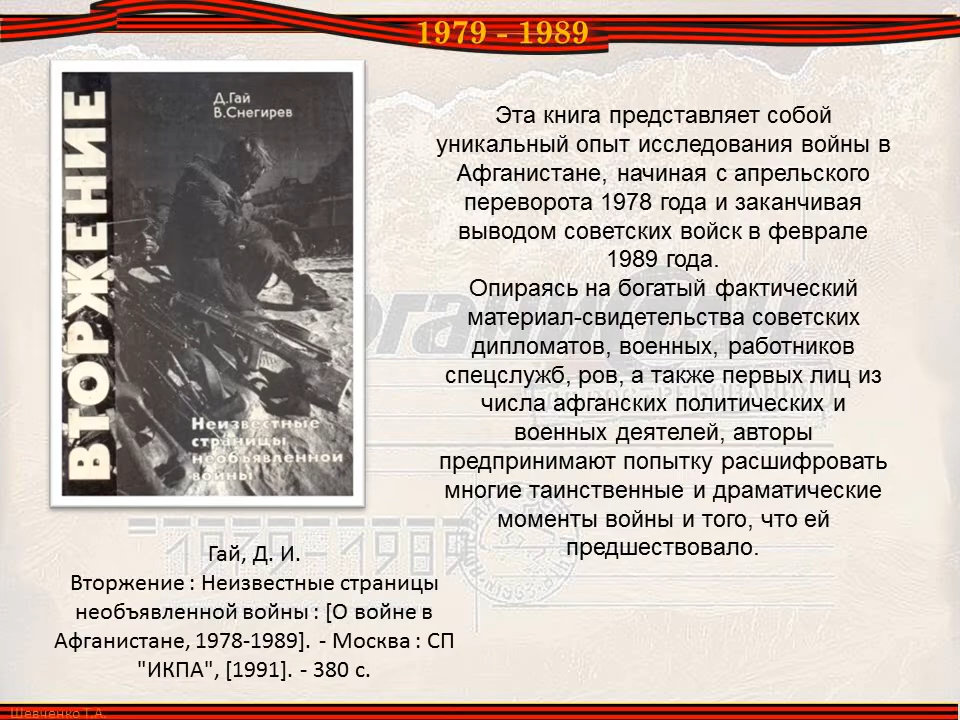 1979 - 1989
Д.Гай
В.Снегирев
ВТОРЖЕНИЕ
Неизвестные
страницы
необъявленной
войны
Эта книга представляет собой
уникальный опыт исследования войны в
Афганистане, начиная с апрельского
переворота 1978 года и заканчивая
выводом советских войск в феврале
1989 года.
Опираясь на богатый фактический
материал-свидетельства советских
дипломатов, военных, работников
спецслужб, ров, а также первых лиц из
числа афганских политических и
военных деятелей, авторы
предпринимают попытку расшифровать
многие таинственные и драматические
моменты войны и того, что ей
предшествовало.
Гай, Д. И.
Вторжение : Неизвестные страницы
необъявленной войны : [О войне в
Афганистане, 1978-1989]. - Москва : СП
"ИКПА", [1991]. - 380 с.
1979-1989
Шевченко Г.А.